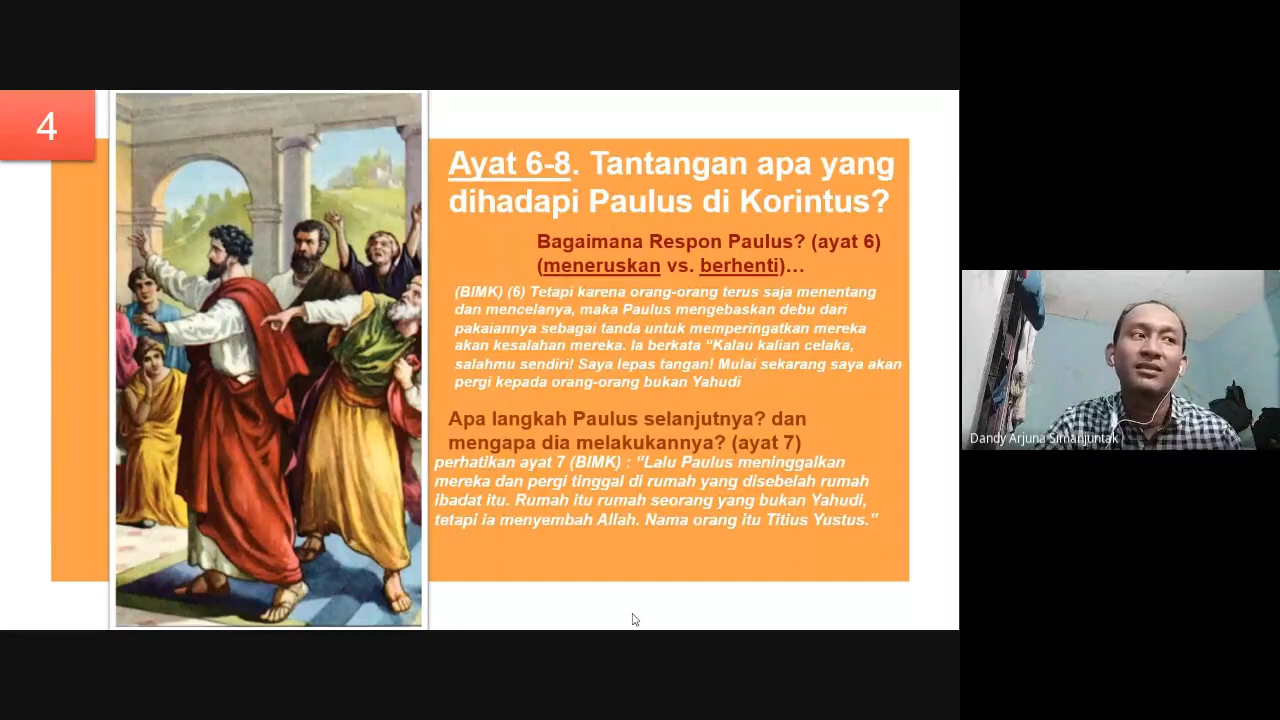 4
Ayat 6-8. Tantangan apa yang
dihadapi Paulus di Korintus?
Bagaimana Respon Paulus? (ayat 6)
(meneruskan vs. berhenti)…
(BIMK) (6) Tetapi karena orang-orang terus saja menentang
dan mencelanya, maka Paulus mengebaskan debu dari
pakaiannya sebagai tanda untuk memperingatkan mereka
akan kesalahan mereka. Ia berkata “Kalau kalian celaka,
salahmu sendiri! Saya lepas tangan! Mulai sekarang saya akan
pergi kepada orang-orang bukan Yahudi
Apa langkah Paulus selanjutnya? dan
mengapa dia melakukannya? (ayat 7)
perhatikan ayat 7 (BIMK) : “Lalu Paulus meninggalkan
mereka dan pergi tinggal di rumah yang disebelah rumah
ibadat itu. Rumah itu rumah seorang yang bukan Yahudi,
tetapi ia menyembah Allah. Nama orang itu Titius Yustus.”
Dandy Arjuna Simanjuntak